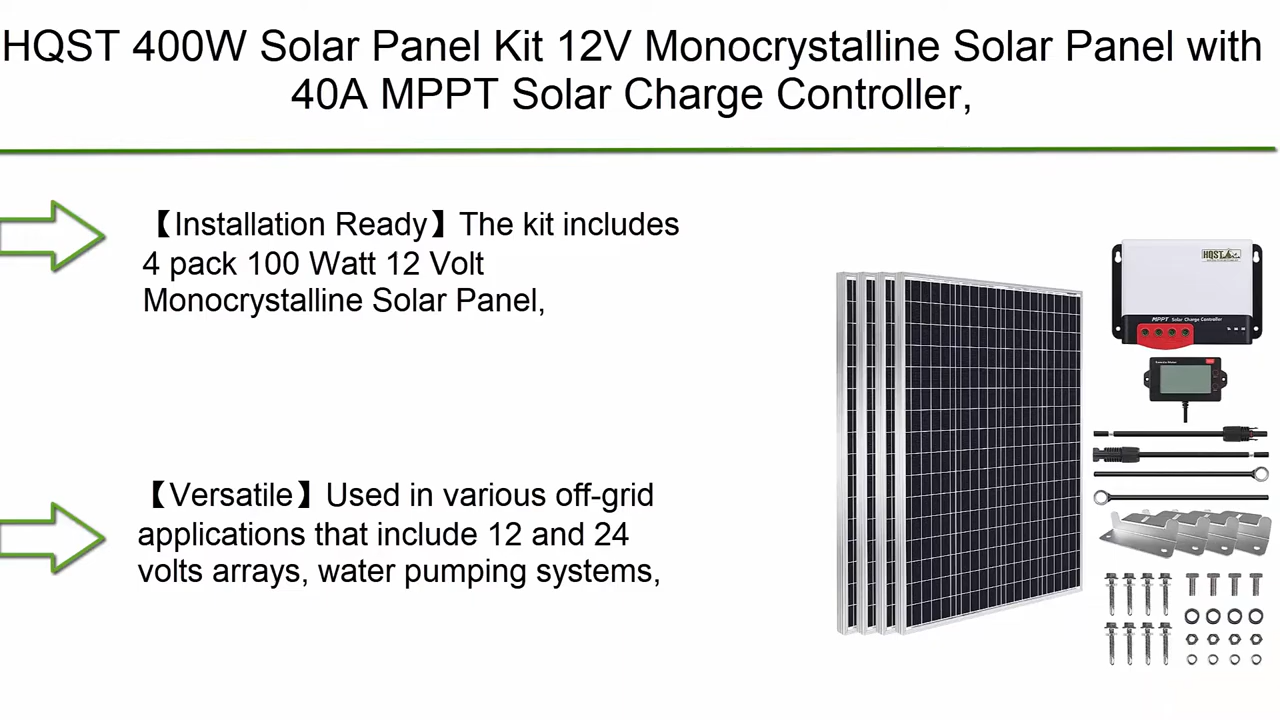 HQST 400W Solar Panel Kit 12V Monocrystalline Solar Panel with
40A MPPT Solar Charge Controller,
【Installation Ready】The kit includes
4 pack 100 Watt 12 Volt
Monocrystalline Solar Panel,
HQST
MPPT Solar Charge Controller
【Versatile】Used in various off-grid
applications that include 12 and 24
volts arrays, water pumping systems,